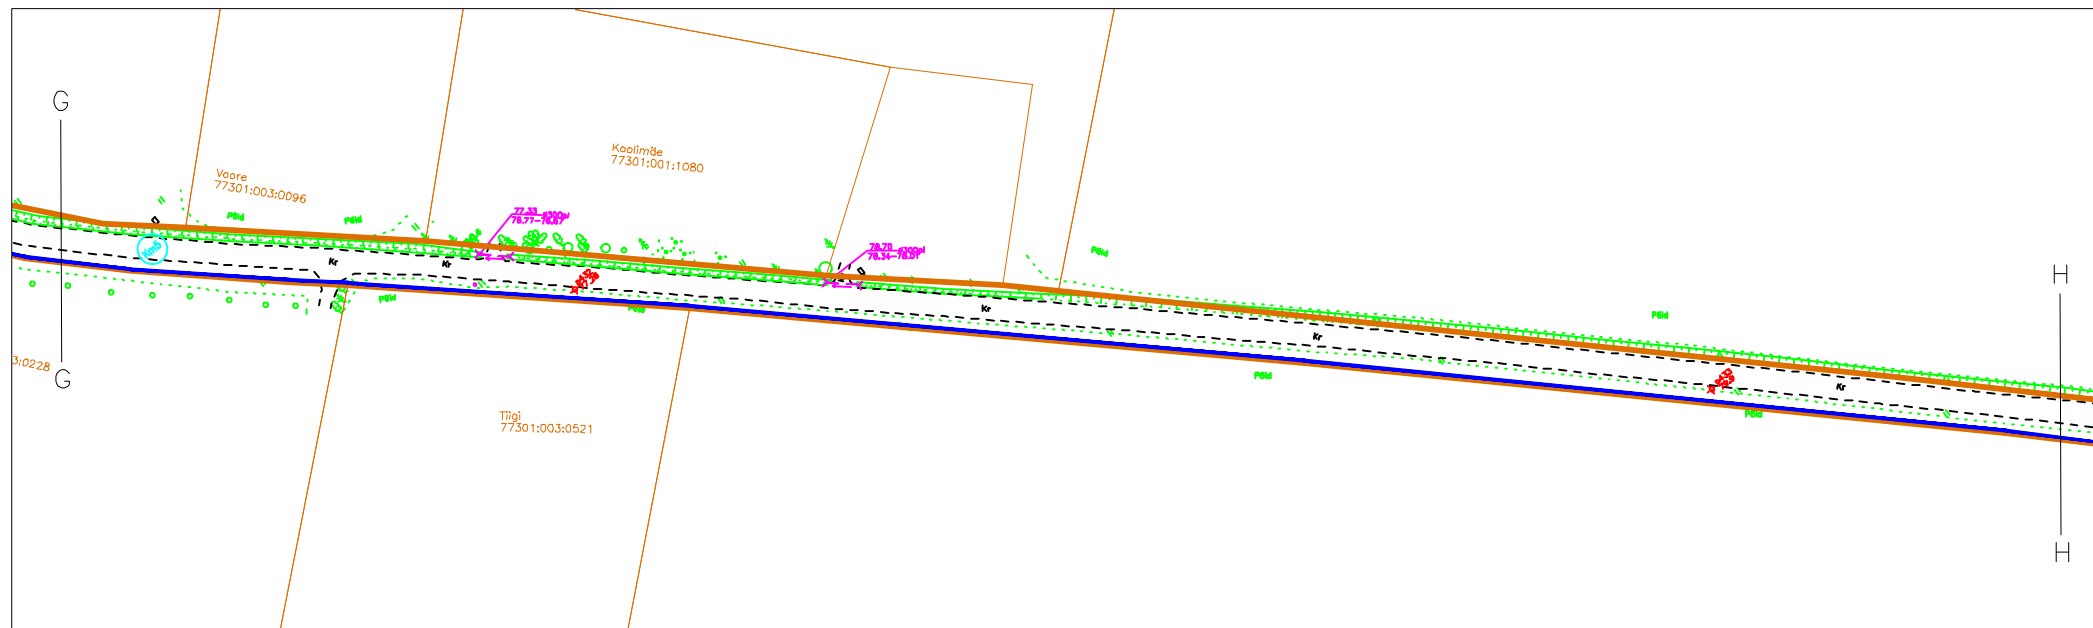 G
Voore
77301:003:0096
Koolimäe
77301:001:1080
Põld
Põld
Kr
Kr
Põld
Põld
Põld
Kr
H
Põld
Kr
Põld
Kr
Põld
3:0228
G
Tiigi
77301:003:0521
H